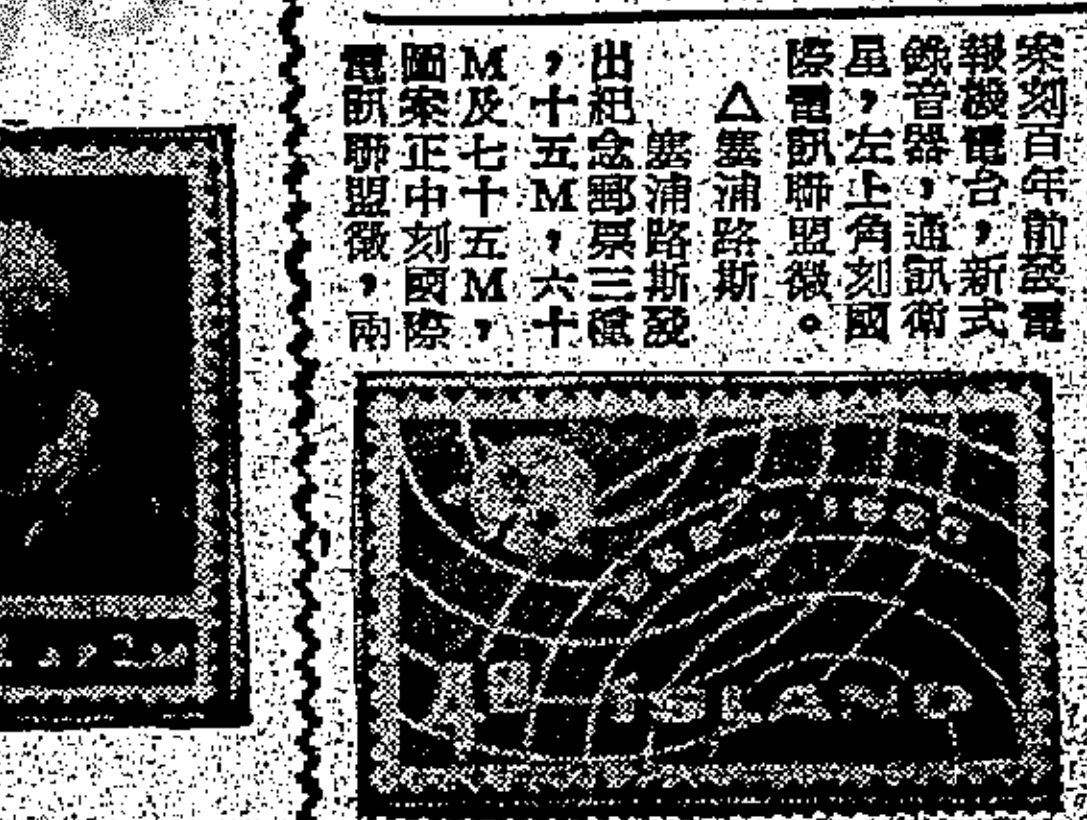 案刻百年前發電
報機電台，新式
錄音器，通訊衛
星，左上角刻國
際電訊聯盟徽。
△塞浦路斯
塞浦路斯發
出紀念郵票三種
，十五M，六十
M及七十五M，
圖案正中刻國際
電訊聯盟徽，兩
ISLAND